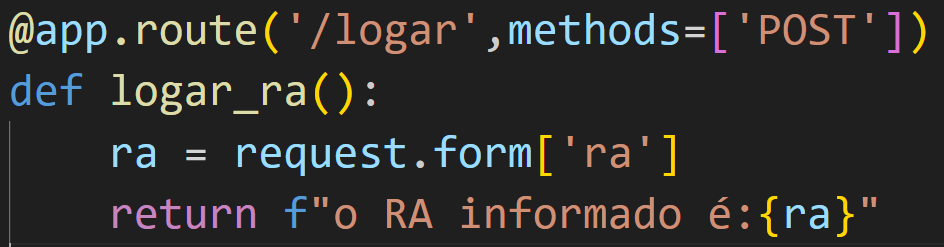 @app.route('/logar',methods=['POST'])
def logar_ra():
    ra = request.form['ra']
    return f"o RA informado é:{ra}"